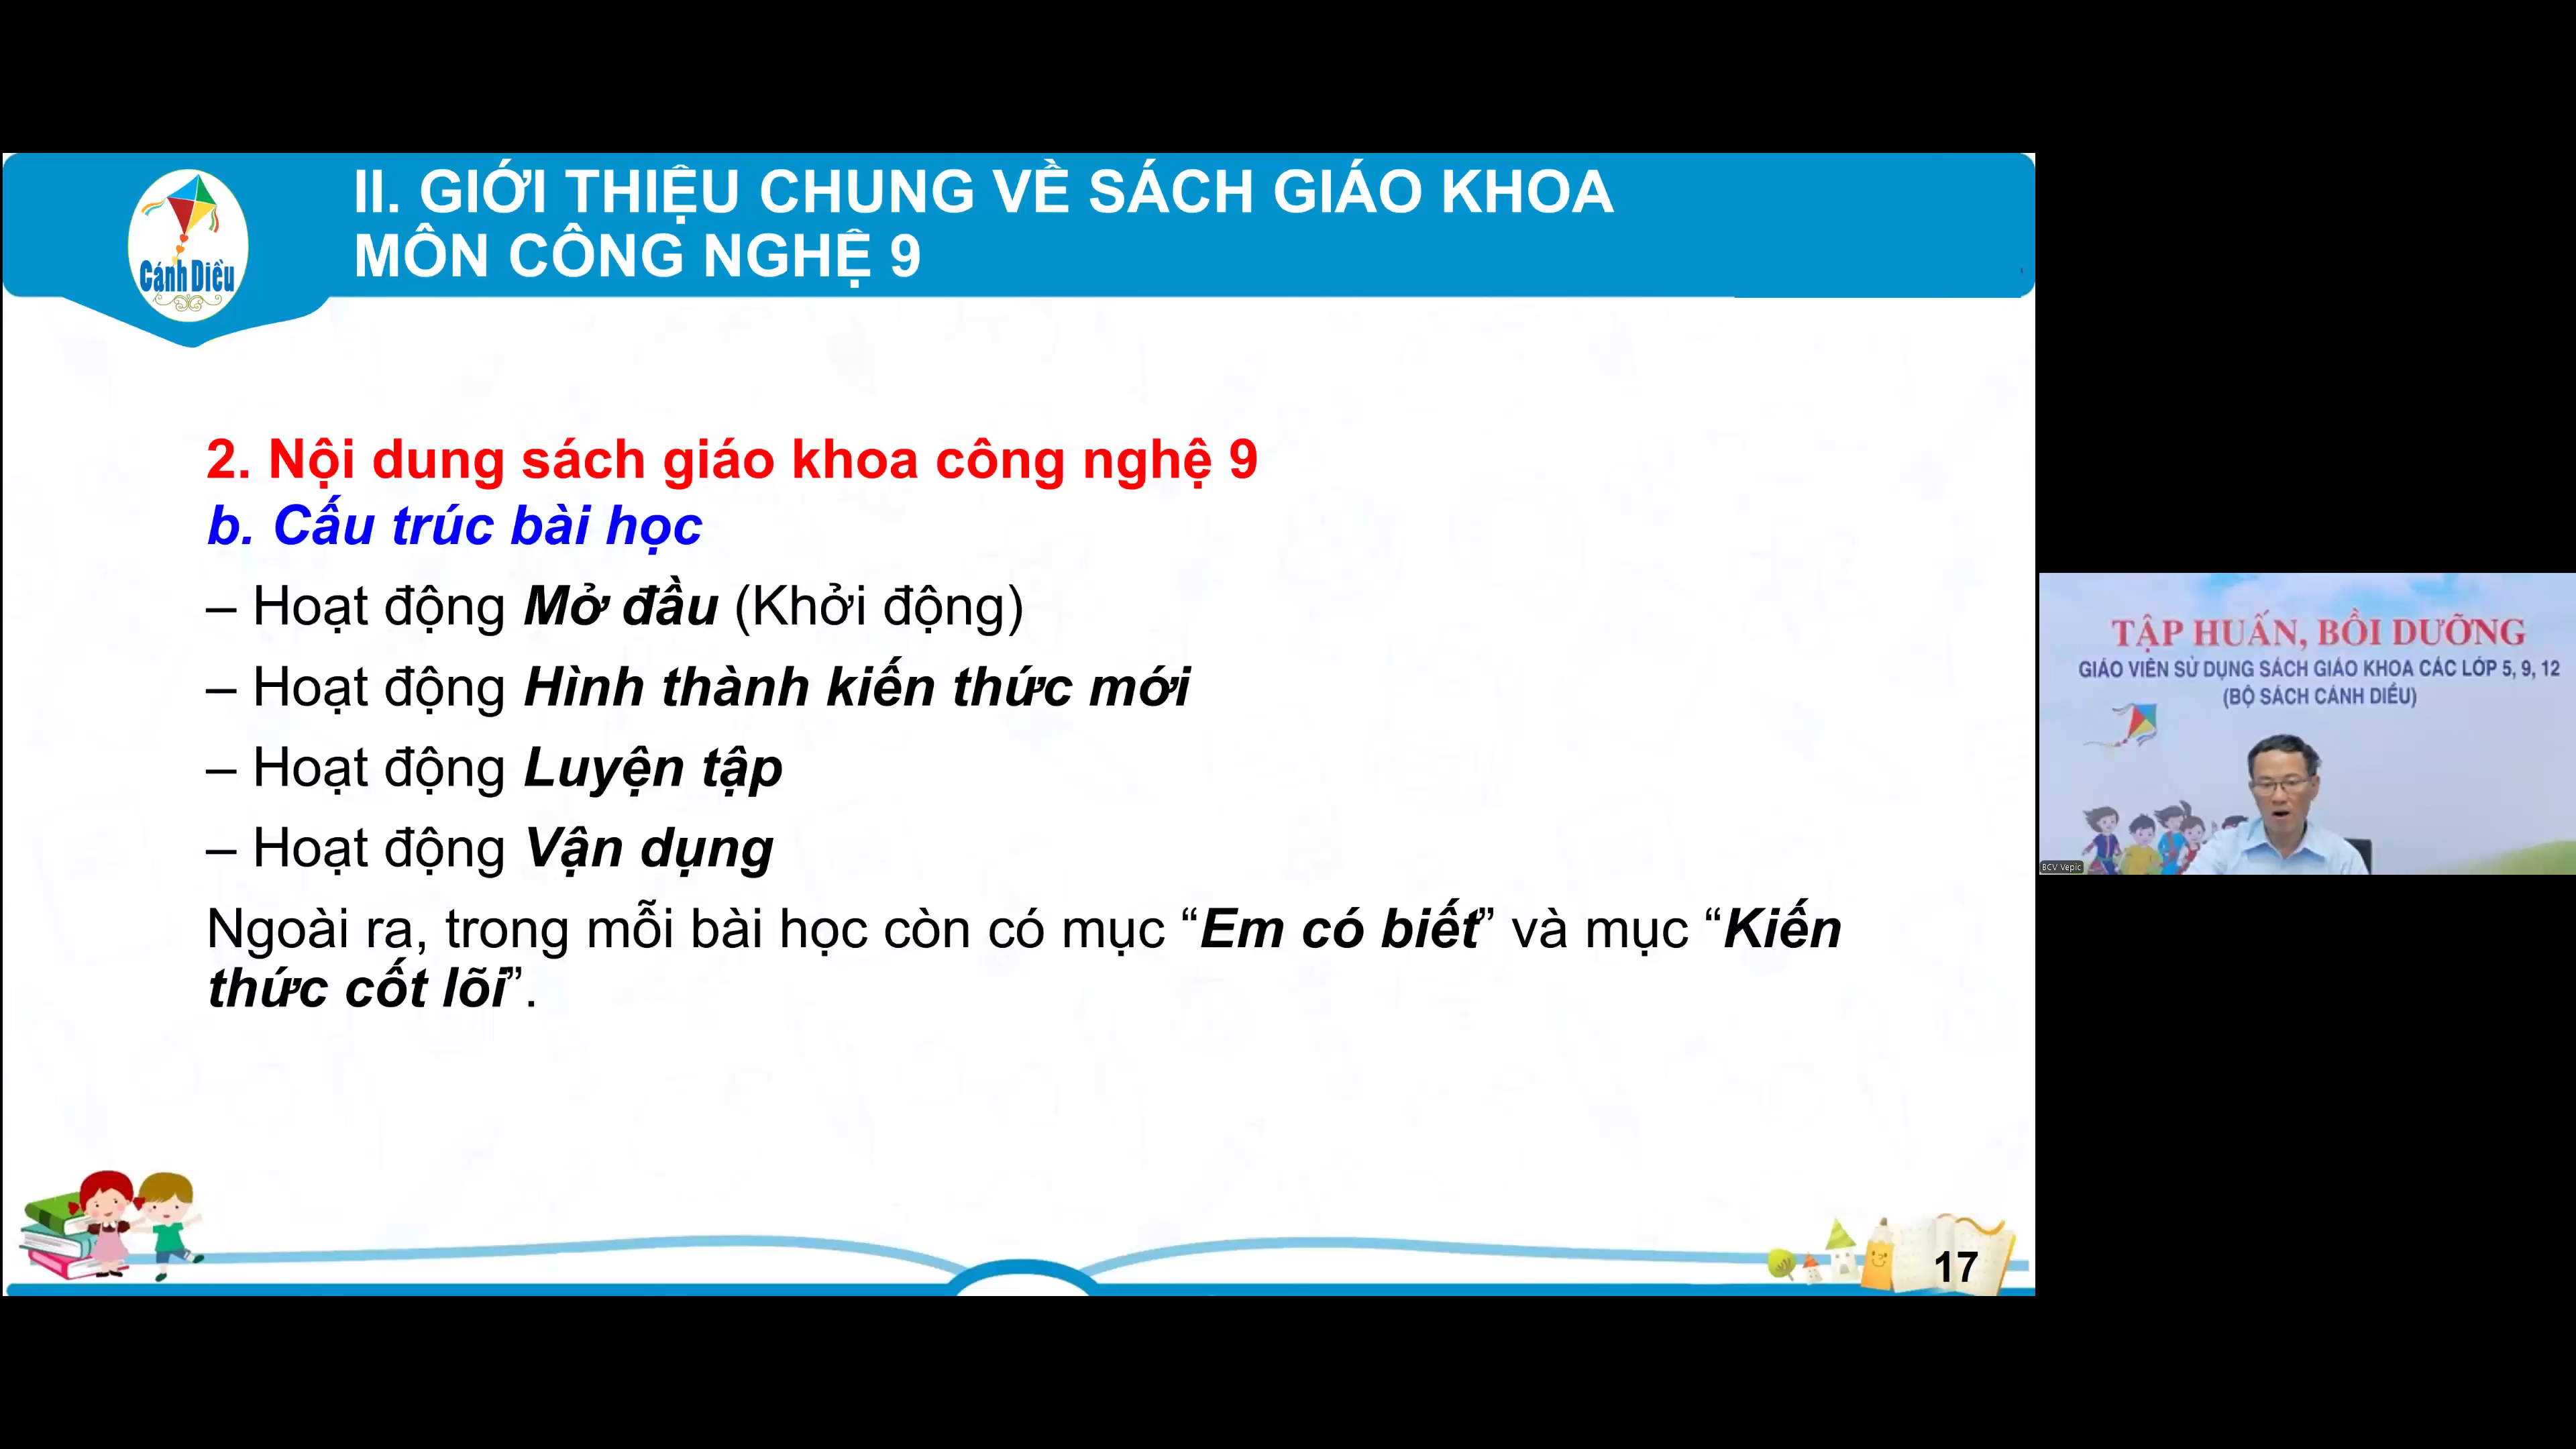 II. GIỚI THIỆU CHUNG VỀ SÁCH GIÁO KHOA
MÔN CÔNG NGHỆ 9
Cánh Diều
2. Nội dung sách giáo khoa công nghệ 9
b. Cấu trúc bài học
– Hoạt động Mở đầu (Khởi động)
– Hoạt động Hình thành kiến thức mới
– Hoạt động Luyện tập
– Hoạt động Vận dụng
Ngoài ra, trong mỗi bài học còn có mục “Em có biết” và mục “Kiến
thức cốt lõi”.
17
TẬP HUẤN, BỒI DƯỠNG
GIÁO VIÊN SỬ DỤNG SÁCH GIÁO KHOA CÁC LỚP 5, 9, 12
(BỘ SÁCH CÁNH DIỀU)
BCV Vepic